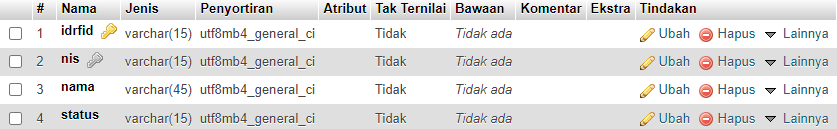 # Nama Jenis Penyortiran Atribut Tak Ternilai Bawaan Komentar Ekstra Tindakan
1 idrfid varchar(15) utf8mb4_general_ci Tidak Tidak ada Ubah Hapus Lainnya
2 nis varchar(15) utf8mb4_general_ci Tidak Tidak ada Ubah Hapus Lainnya
3 nama varchar(45) utf8mb4_general_ci Tidak Tidak ada Ubah Hapus Lainnya
4 status varchar(15) utf8mb4_general_ci Tidak Tidak ada Ubah Hapus Lainnya